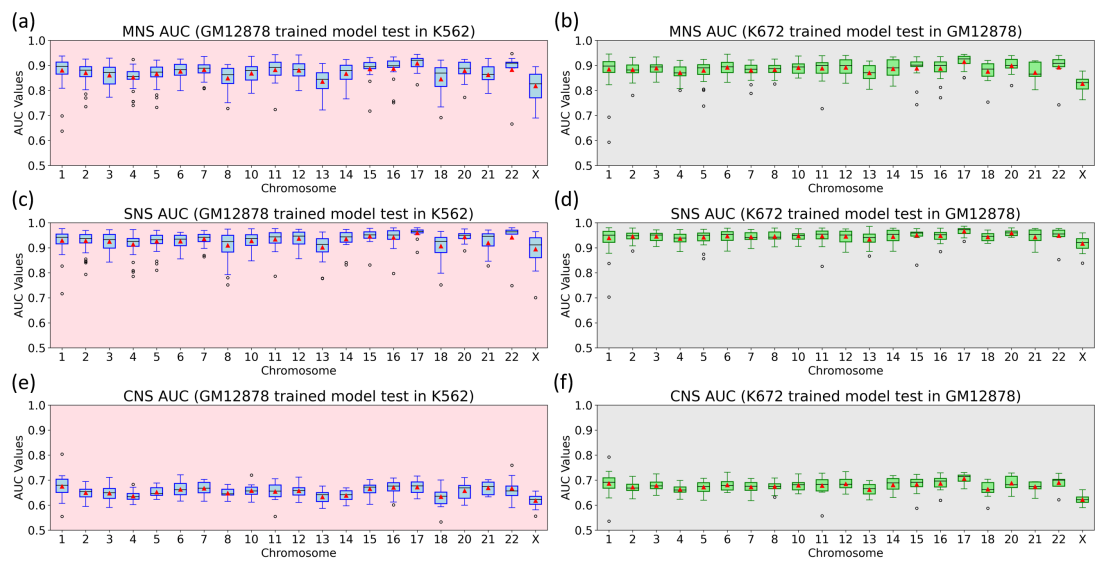 (a)
MNS AUC (GM12878 trained model test in K562)
AUC Values
1.0
0.9
0.8
0.7
0.6
0.5
1 2 3 4 5 6 7 8 10 11 12 13 14 15 16 17 18 20 21 22 X
Chromosome
(b)
MNS AUC (K672 trained model test in GM12878)
AUC Values
1.0
0.9
0.8
0.7
0.6
0.5
1 2 3 4 5 6 7 8 10 11 12 13 14 15 16 17 18 20 21 22 X
Chromosome
(c)
SNS AUC (GM12878 trained model test in K562)
AUC Values
1.0
0.9
0.8
0.7
0.6
0.5
1 2 3 4 5 6 7 8 10 11 12 13 14 15 16 17 18 20 21 22 X
Chromosome
(d)
SNS AUC (K672 trained model test in GM12878)
AUC Values
1.0
0.9
0.8
0.7
0.6
0.5
1 2 3 4 5 6 7 8 10 11 12 13 14 15 16 17 18 20 21 22 X
Chromosome
(e)
CNS AUC (GM12878 trained model test in K562)
AUC Values
1.0
0.9
0.8
0.7
0.6
0.5
1 2 3 4 5 6 7 8 10 11 12 13 14 15 16 17 18 20 21 22 X
Chromosome
(f)
CNS AUC (K672 trained model test in GM12878)
AUC Values
1.0
0.9
0.8
0.7
0.6
0.5
1 2 3 4 5 6 7 8 10 11 12 13 14 15 16 17 18 20 21 22 X
Chromosome